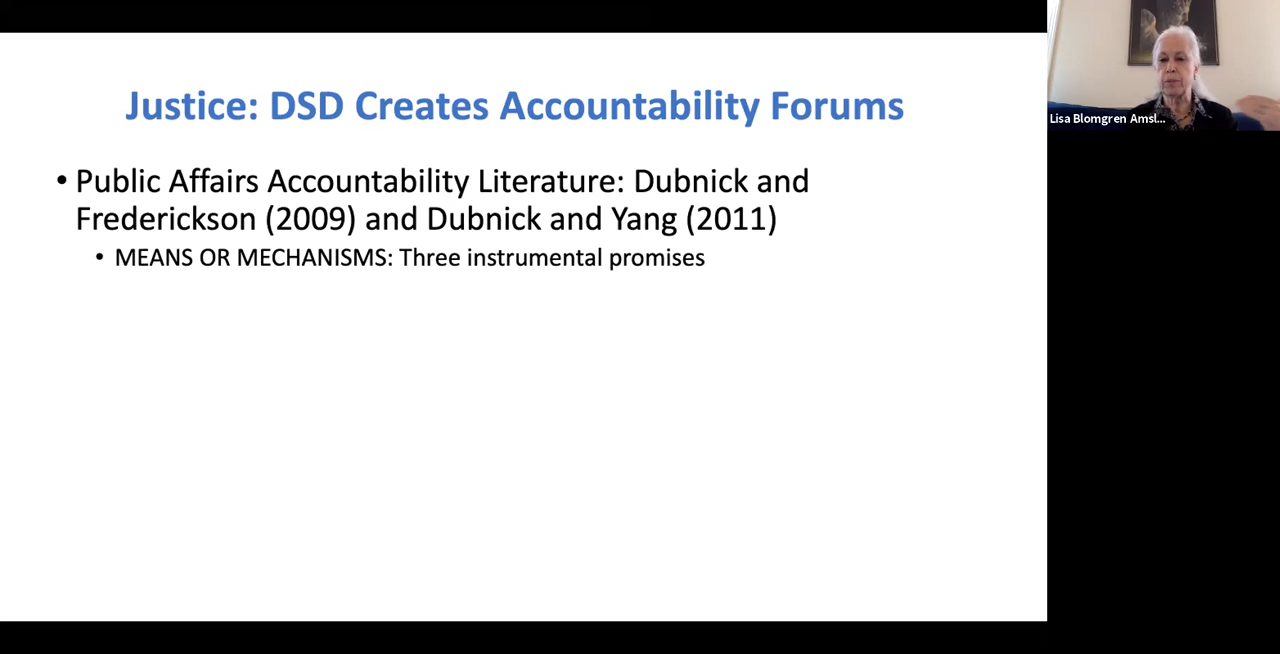 Justice: DSD Creates Accountability Forums
• Public Affairs Accountability Literature: Dubnick and
Frederickson (2009) and Dubnick and Yang (2011)
• MEANS OR MECHANISMS: Three instrumental promises
Lisa Blomgren Amsl...